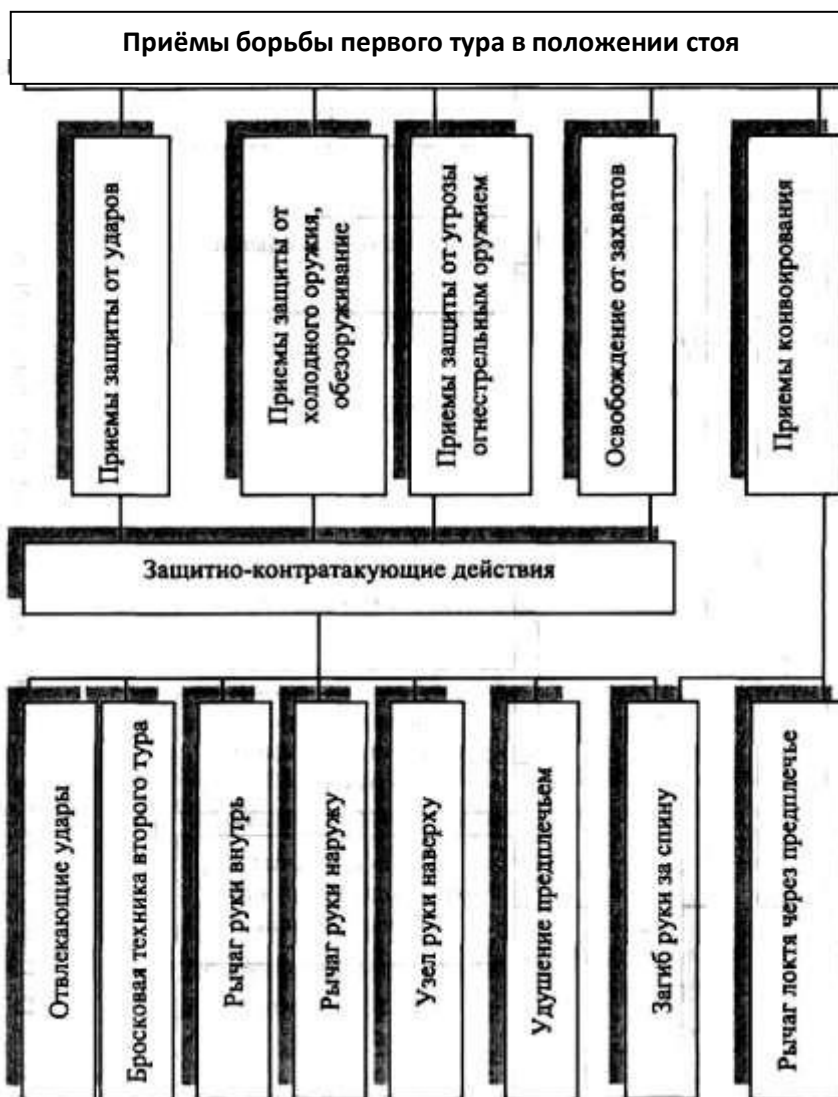 Приёмы борьбы первого тура в положении стоя
Приемы защиты от ударов
Приемы защиты от
холодного оружия,
обезоруживание
Приемы защиты от угрозы
огнестрельным оружием
Освобождение от захватов
Приемы конвоирования
Защитно-контратакующие действия
Отвлекающие удары
Бросковая техника второго тура
Рычаг руки внутрь
Рычаг руки наружу
Узел руки наверху
Удушение предплечьем
Загиб руки за спину
Рычаг локтя через предплечье